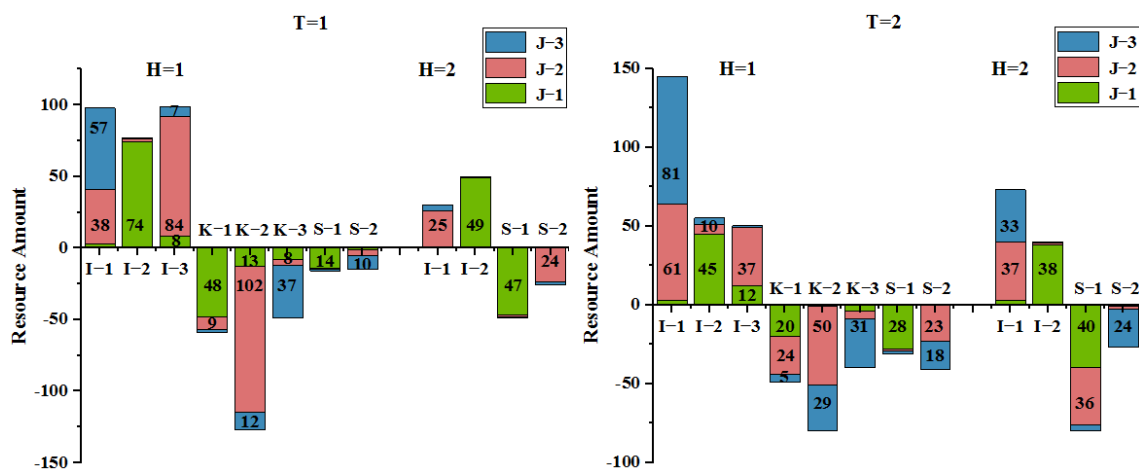 T=1
J−3
J−2
J−1
H=1
H=2
Resource Amount
100
50
0
-50
-100
-150
57
38
74
7
84
8
I−1
I−2
I−3
K−1
K−2
K−3
S−1
S−2
48
9
13
102
12
8
37
14
10
25
49
I−1
I−2
S−1
S−2
47
24
T=2
J−3
J−2
J−1
H=1
H=2
Resource Amount
150
100
50
0
-50
-100
81
61
10
45
37
12
I−1
I−2
I−3
K−1
K−2
K−3
S−1
S−2
20
24
5
50
29
31
28
23
18
33
37
38
I−1
I−2
S−1
S−2
40
36
24